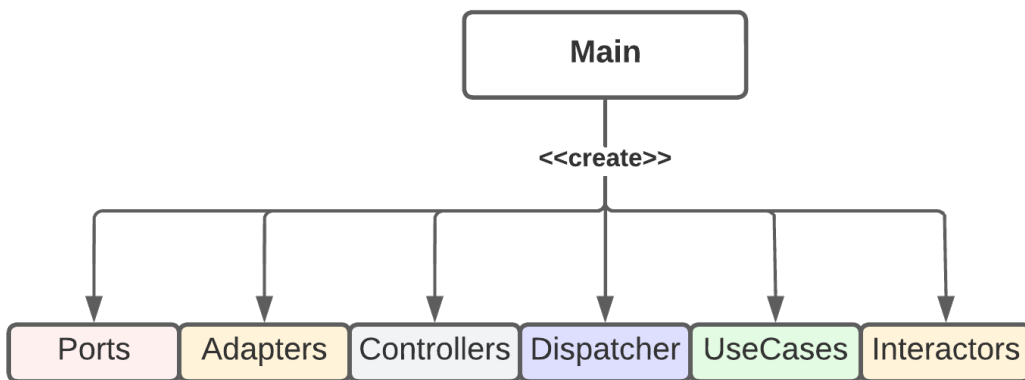 Main
<<create>>
Ports
Adapters
Controllers
Dispatcher
UseCases
Interactors